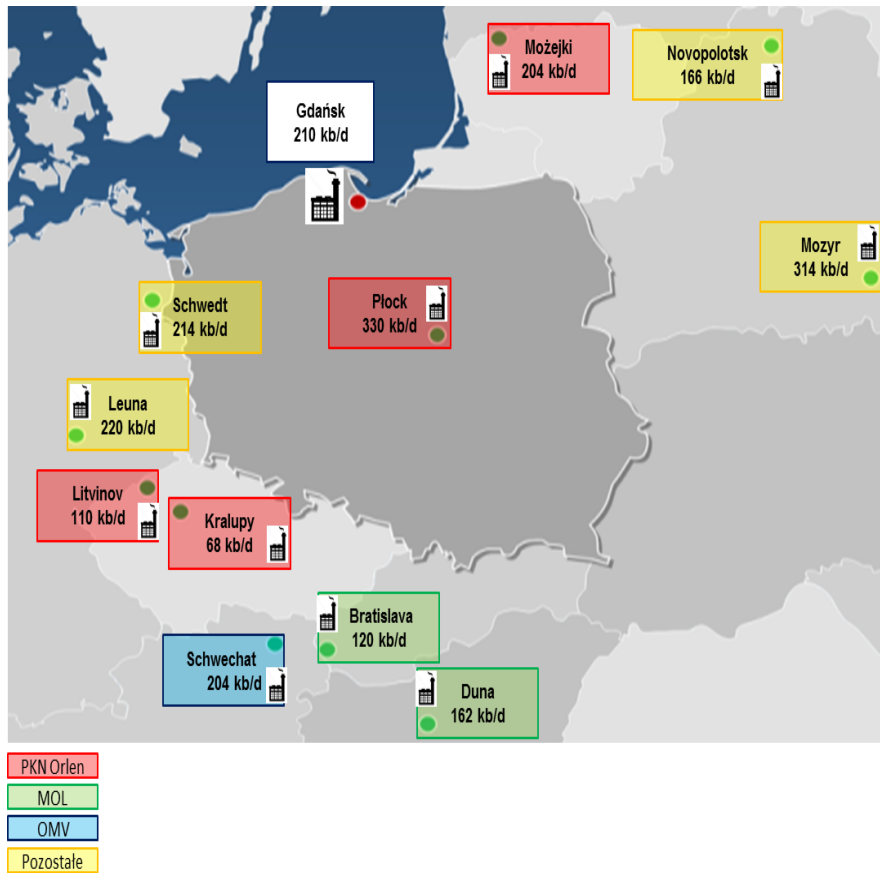 Możejki
204 kb/d
Novopolotsk
166 kb/d
Gdańsk
210 kb/d
Mozyr
314 kb/d
Schwedt
214 kb/d
Płock
330 kb/d
Leuna
220 kb/d
Litvinov
110 kb/d
Kralupy
68 kb/d
Bratislava
120 kb/d
Schwechat
204 kb/d
Duna
162 kb/d
PKN Orlen
MOL
OMV
Pozostałe